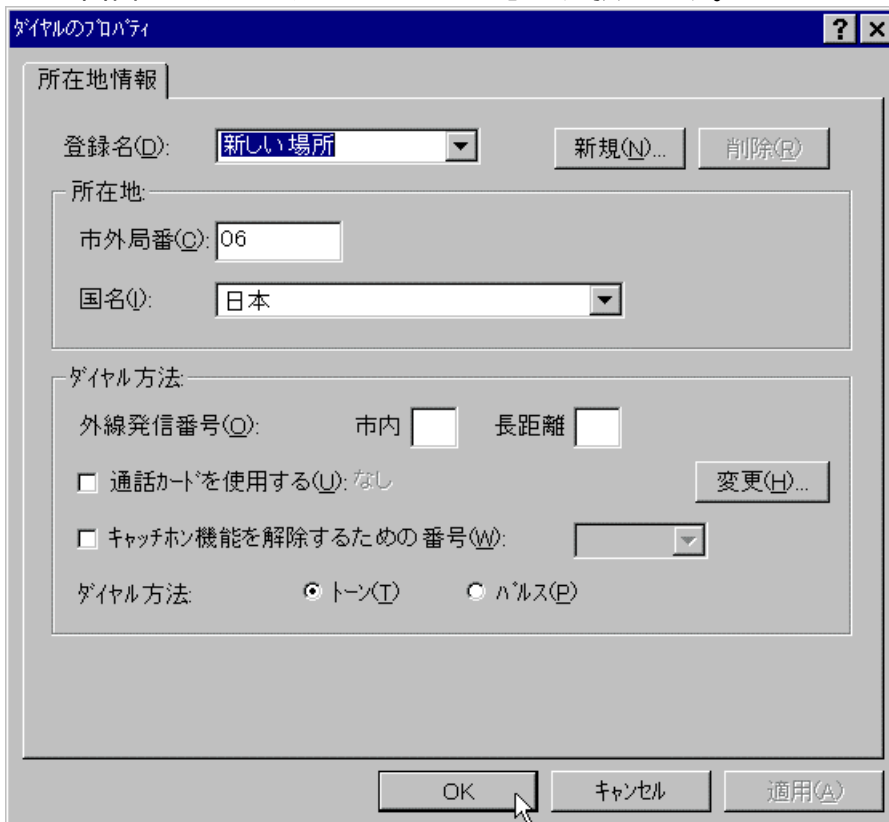 ﾀﾞｲﾔﾙのﾌﾟﾛﾊﾟﾃｨ
所在地情報
登録名(D): 新しい場所 新規(N)... 削除(R)
所在地:
市外局番(C): 06
国名(I): 日本
ﾀﾞｲﾔﾙ方法:
外線発信番号(O): 市内 長距離
通話ｶｰﾄﾞを使用する(U): なし 変更(H)...
ｷｬｯﾁﾎﾝ機能を解除するための番号(W):
ﾀﾞｲﾔﾙ方法: ﾄｰﾝ(T) ﾊﾟﾙｽ(P)
OK ｷｬﾝｾﾙ 適用(A)